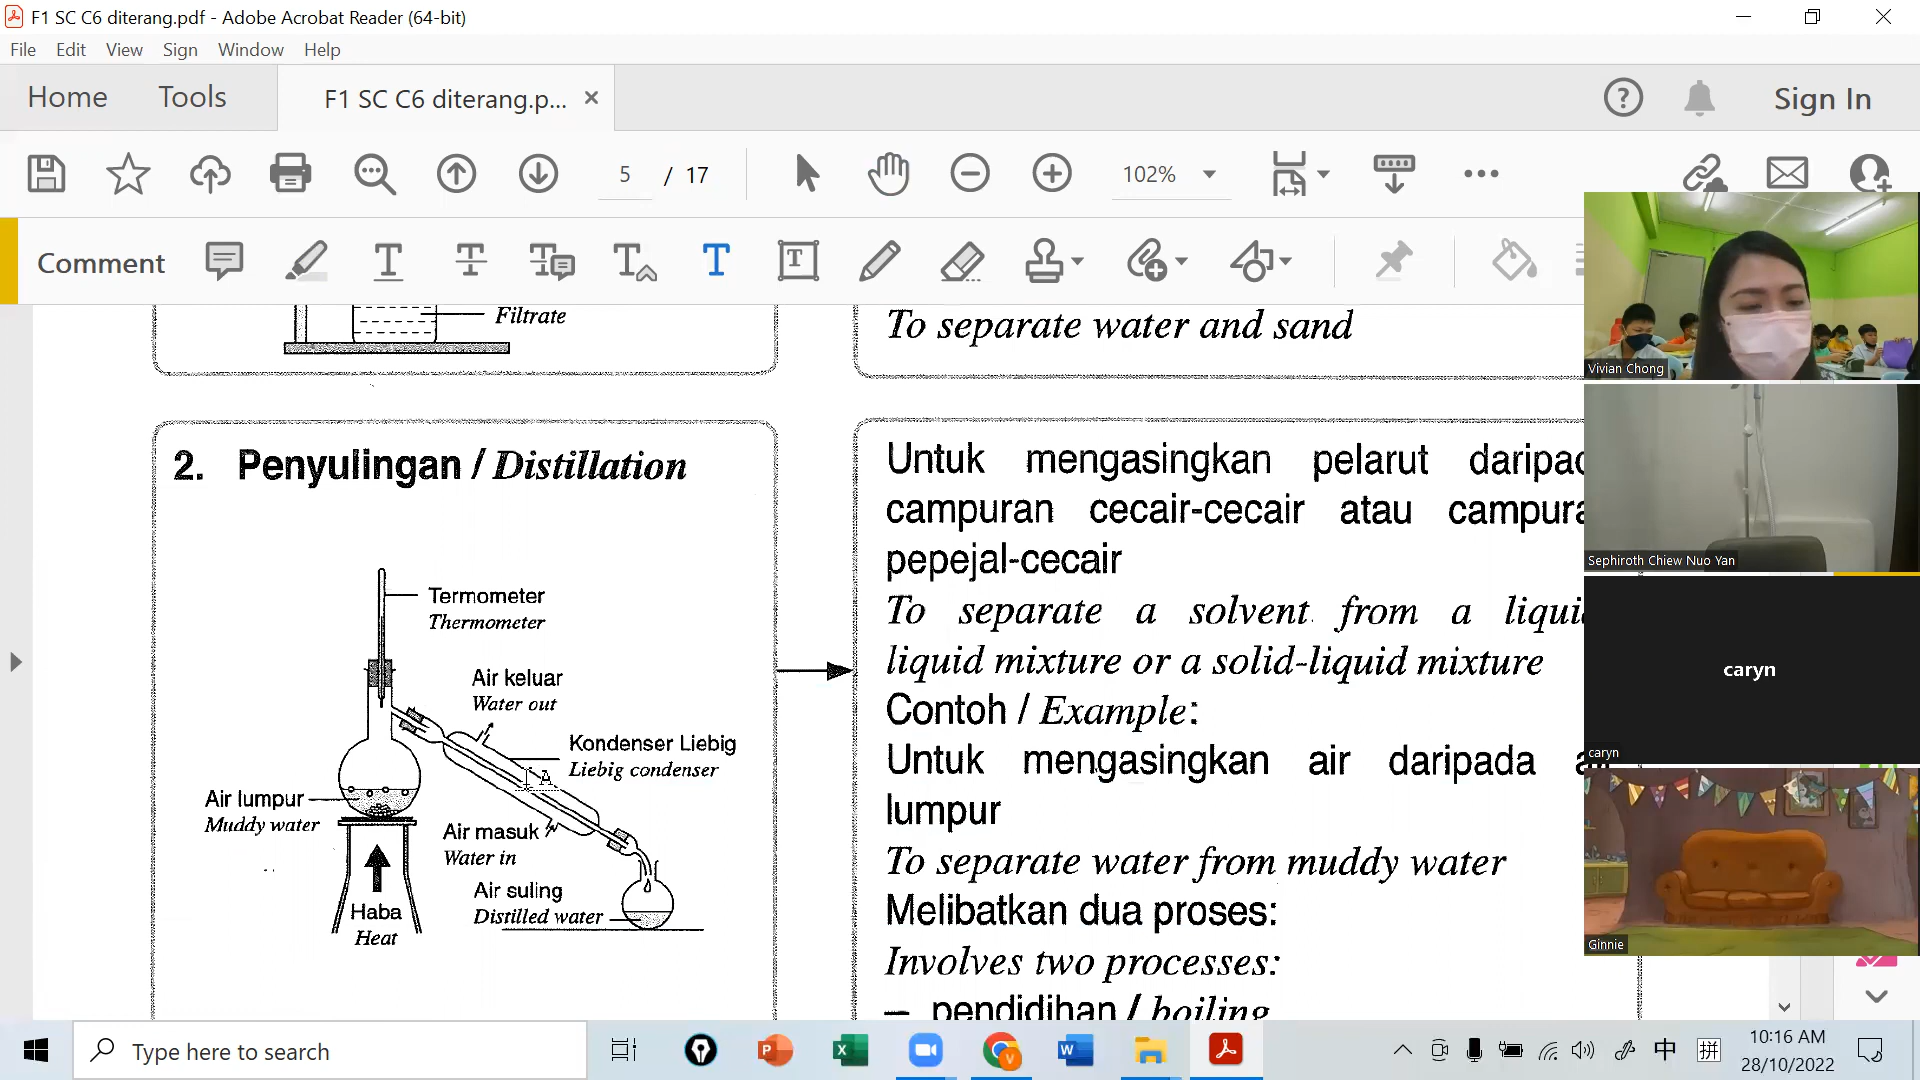 F1 SC C6 diterang.pdf - Adobe Acrobat Reader (64-bit)
File Edit View Sign Window Help
Home Tools F1 SC C6 diterang.p... Sign In
5 / 17 102%
Comment
Filtrate
To separate water and sand
2. Penyulingan / Distillation
Termometer
Thermometer
Air keluar
Water out
Kondenser Liebig
Liebig condenser
Air lumpur
Muddy water
Air masuk
Water in
Air suling
Distilled water
Haba
Heat
Untuk mengasingkan pelarut
campuran cecair-cecair atau
pepejal-cecair
To separate a solvent from a
liquid mixture or a solid-liquid mixture
Contoh / Example:
Untuk mengasingkan air daripada
lumpur
To separate water from muddy water
Melibatkan dua proses:
Involves two processes:
– pendidihan / boiling
Vivian Chong
Sephiroth Chiew Nuo Yan
caryn
caryn
Ginnie
Type here to search
中 拼
10:16 AM
28/10/2022